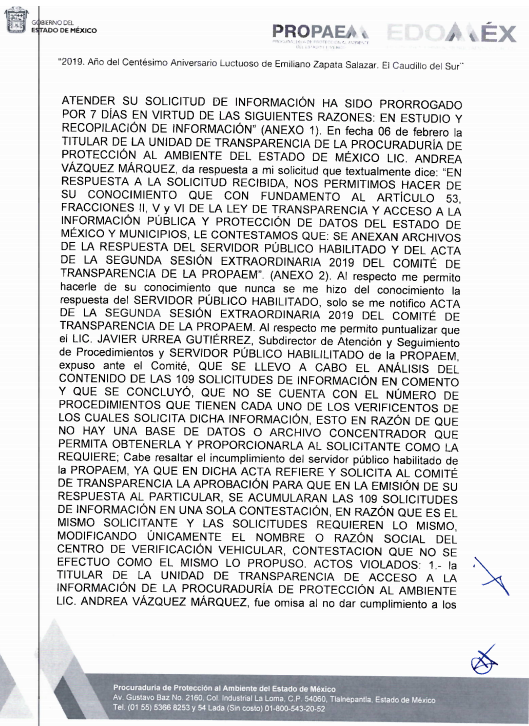 GOBIERNO DEL
ESTADO DE MÉXICO
PROPAEM
EDOMÉX
"2019. Año del Centésimo Aniversario Luctuoso de Emiliano Zapata Salazar. El Caudillo del Sur"
ATENDER SU SOLICITUD DE INFORMACIÓN HA SIDO PRORROGADO
POR 7 DÍAS EN VIRTUD DE LAS SIGUIENTES RAZONES: EN ESTUDIO Y
RECOPILACIÓN DE INFORMACIÓN" (ANEXO 1). En fecha 06 de febrero la
TITULAR DE LA UNIDAD DE TRANSPARENCIA DE LA PROCURADURÍA DE
PROTECCIÓN AL AMBIENTE DEL ESTADO DE MÉXICO LIC. ANDREA
VÁZQUEZ MÁRQUEZ, da respuesta a mi solicitud que textualmente dice: "EN
RESPUESTA A LA SOLICITUD RECIBIDA, NOS PERMITIMOS HACER DE
SU CONOCIMIENTO QUE CON FUNDAMENTO AL ARTÍCULO 53,
FRACCIONES II, V y VI DE LA LEY DE TRANSPARENCIA Y ACCESO A LA
INFORMACIÓN PÚBLICA Y PROTECCIÓN DE DATOS DEL ESTADO DE
MÉXICO Y MUNICIPIOS, LE CONTESTAMOS QUE: SE ANEXAN ARCHIVOS
DE LA RESPUESTA DEL SERVIDOR PÚBLICO HABILITADO Y DEL ACTA
DE LA SEGUNDA SESIÓN EXTRAORDINARIA 2019 DEL COMITÉ DE
TRANSPARENCIA DE LA PROPAEM". (ANEXO 2). Al respecto me permito
hacerle de su conocimiento que nunca se me hizo del conocimiento la
respuesta del SERVIDOR PÚBLICO HABILITADO, solo se me notifico ACTA
DE LA SEGUNDA SESIÓN EXTRAORDINARIA 2019 DEL COMITÉ DE
TRANSPARENCIA DE LA PROPAEM. Al respecto me permito puntualizar que
el LIC. JAVIER URREA GUTIÉRREZ, Subdirector de Atención y Seguimiento
de Procedimientos y SERVIDOR PÚBLICO HABILILITADO de la PROPAEM,
expuso ante el Comité, QUE SE LLEVO A CABO EL ANÁLISIS DEL
CONTENIDO DE LAS 109 SOLICITUDES DE INFORMACIÓN EN COMENTO
Y QUE SE CONCLUYÓ, QUE NO SE CUENTA CON EL NÚMERO DE
PROCEDIMIENTOS QUE TIENEN CADA UNO DE LOS VERIFICENTOS DE
LOS CUALES SOLICITA DICHA INFORMACIÓN, ESTO EN RAZÓN DE QUE
NO HAY UNA BASE DE DATOS O ARCHIVO CONCENTRADOR QUE
PERMITA OBTENERLA Y PROPORCIONARLA AL SOLICITANTE COMO LA
REQUIERE; Cabe resaltar el incumplimiento del servidor público habilitado de
la PROPAEM, YA QUE EN DICHA ACTA REFIERE Y SOLICITA AL COMITÉ
DE TRANSPARENCIA LA APROBACIÓN PARA QUE EN LA EMISIÓN DE SU
RESPUESTA AL PARTICULAR, SE ACUMULARAN LAS 109 SOLICITUDES
DE INFORMACIÓN EN UNA SOLA CONTESTACIÓN, EN RAZÓN QUE ES EL
MISMO SOLICITANTE Y LAS SOLICITUDES REQUIEREN LO MISMO,
MODIFICANDO ÚNICAMENTE EL NOMBRE O RAZÓN SOCIAL DEL
CENTRO DE VERIFICACIÓN VEHICULAR, CONTESTACION QUE NO SE
EFECTUO COMO EL MISMO LO PROPUSO. ACTOS VIOLADOS: 1.- la
TITULAR DE LA UNIDAD DE TRANSPARENCIA DE ACCESO A LA
INFORMACIÓN DE LA PROCURADURÍA DE PROTECCIÓN AL AMBIENTE
LIC. ANDREA VÁZQUEZ MÁRQUEZ, fue omisa al no dar cumplimiento a los
Procuraduría de Protección al Ambiente del Estado de México
Av. Gustavo Baz No. 2160, Col. Industrial La Loma, C.P. 54060, Tlalnepantla, Estado de México
Tel. (01 55) 5366 8253 y 54 Lada (Sin costo) 01-800-543-20-52